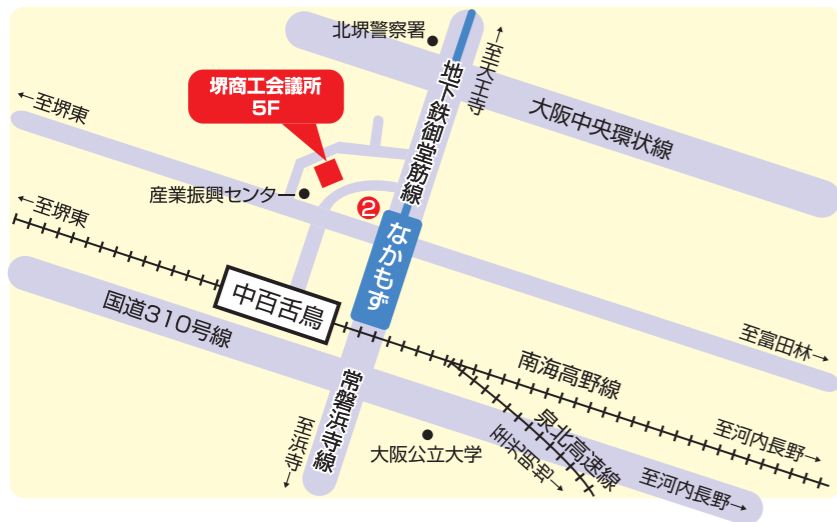 北堺警察署
→至天王寺
地下鉄御堂筋線
大阪中央環状線
堺商工会議所
5F
←至堺東
産業振興センター
②
←至堺東
なかもず
中百舌鳥
国道310号線
至富田林→
南海高野線
常磐浜寺線
泉北高速線
至河内長野→
大阪公立大学
至光明池→
至浜寺→
至河内長野→